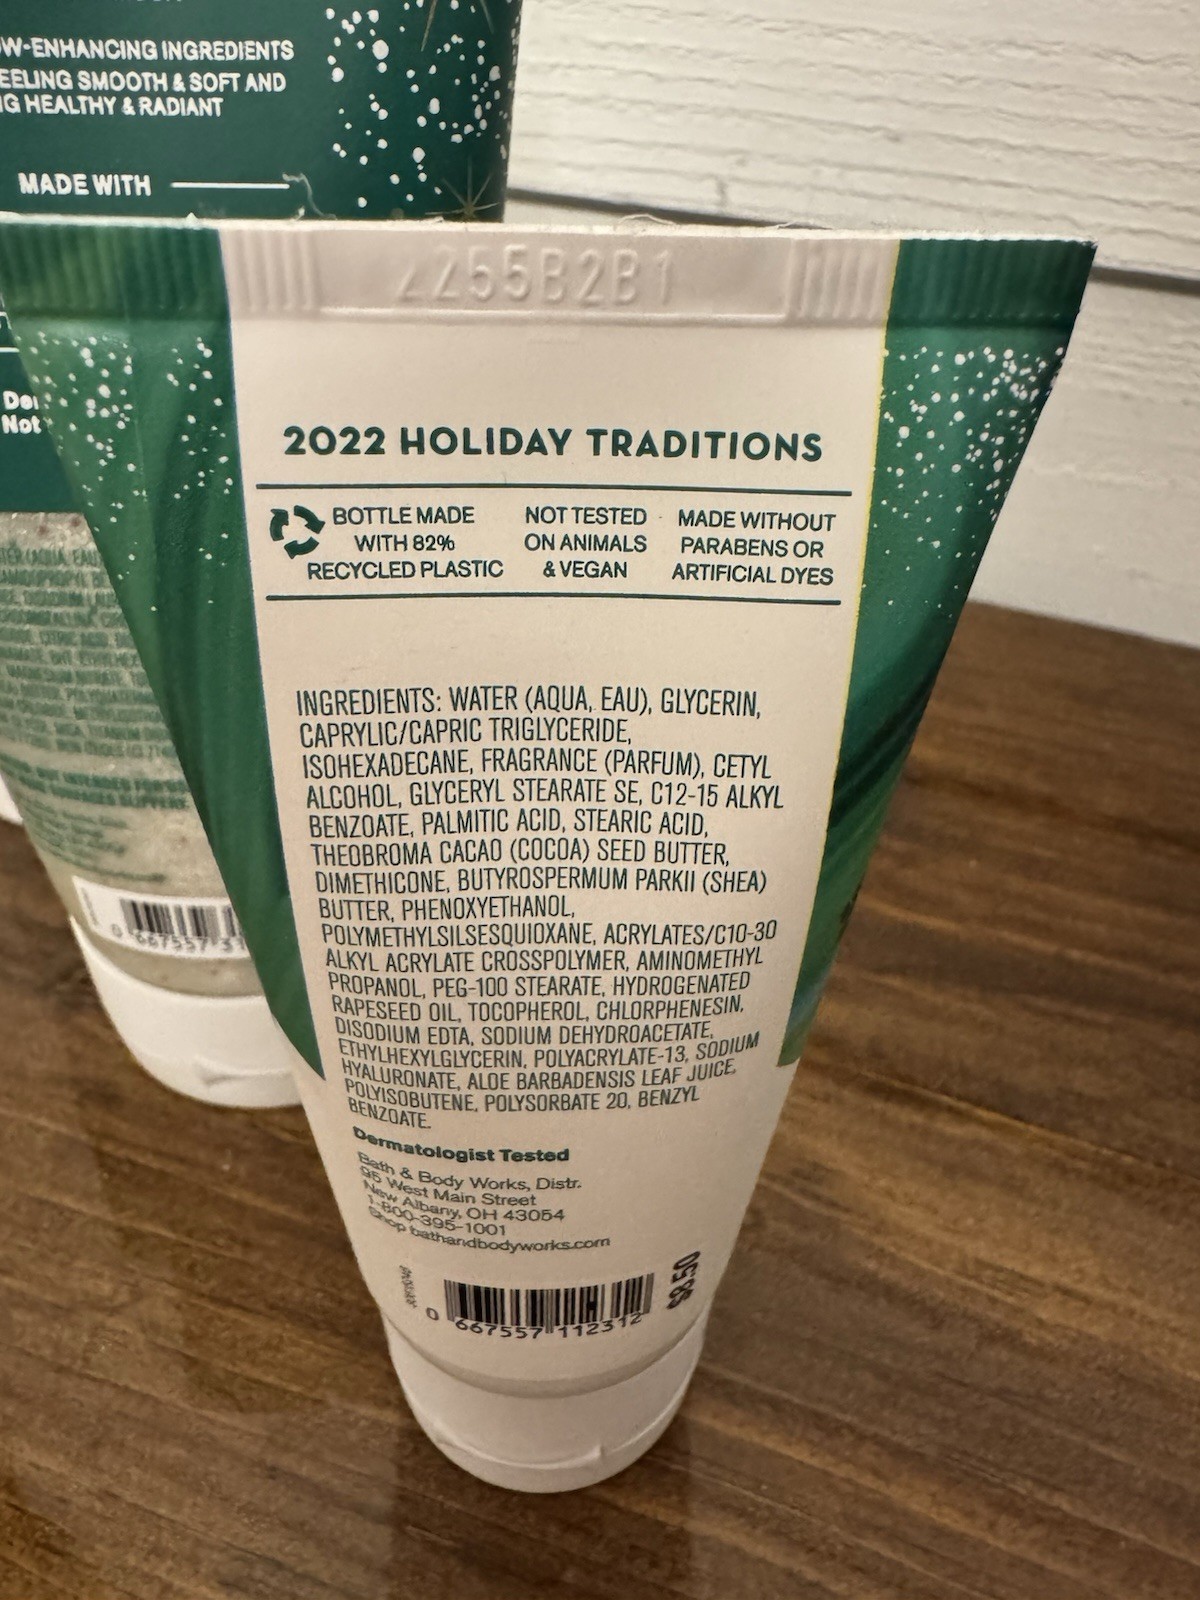 W-ENHANCING INGREDIENTS
EELING SMOOTH & SOFT AND
G HEALTHY & RADIANT
MADE WITH
2255B2B1
Not
2022 HOLIDAY TRADITIONS
BOTTLE MADE
WITH 82%
RECYCLED PLASTIC
NOT TESTED
ON ANIMALS
& VEGAN
MADE WITHOUT
PARABENS OR
ARTIFICIAL DYES
INGREDIENTS: WATER (AQUA, EAU), GLYCERIN,
CAPRYLIC/CAPRIC TRIGLYCERIDE,
ISOHEXADECANE, FRAGRANCE (PARFUM), CETYL
ALCOHOL, GLYCERYL STEARATE SE, C12-15 ALKYL
BENZOATE, PALMITIC ACID, STEARIC ACID,
THEOBROMA CACAO (COCOA) SEED BUTTER,
DIMETHICONE, BUTYROSPERMUM PARKII (SHEA)
BUTTER, PHENOXYETHANOL,
POLYMETHYLSILSESQUIOXANE, ACRYLATES/C10-30
ALKYL ACRYLATE CROSSPOLYMER, AMINOMETHYL
PROPANOL, PEG-100 STEARATE, HYDROGENATED
RAPESEED OIL, TOCOPHEROL, CHLORPHENESIN,
DISODIUM EDTA, SODIUM DEHYDROACETATE,
ETHYLHEXYLGLYCERIN, POLYACRYLATE-13, SODIUM
HYALURONATE, ALOE BARBADENSIS LEAF JUICE,
POLYISOBUTENE, POLYSORBATE 20, BENZYL
BENZOATE.
Dermatologist Tested
Bath & Body Works, Distr.
95 West Main Street
New Albany, OH 43054
1-800-395-1001
Shop bathandbodyworks.com
$8.50
0 667557 112312
0 667557 31